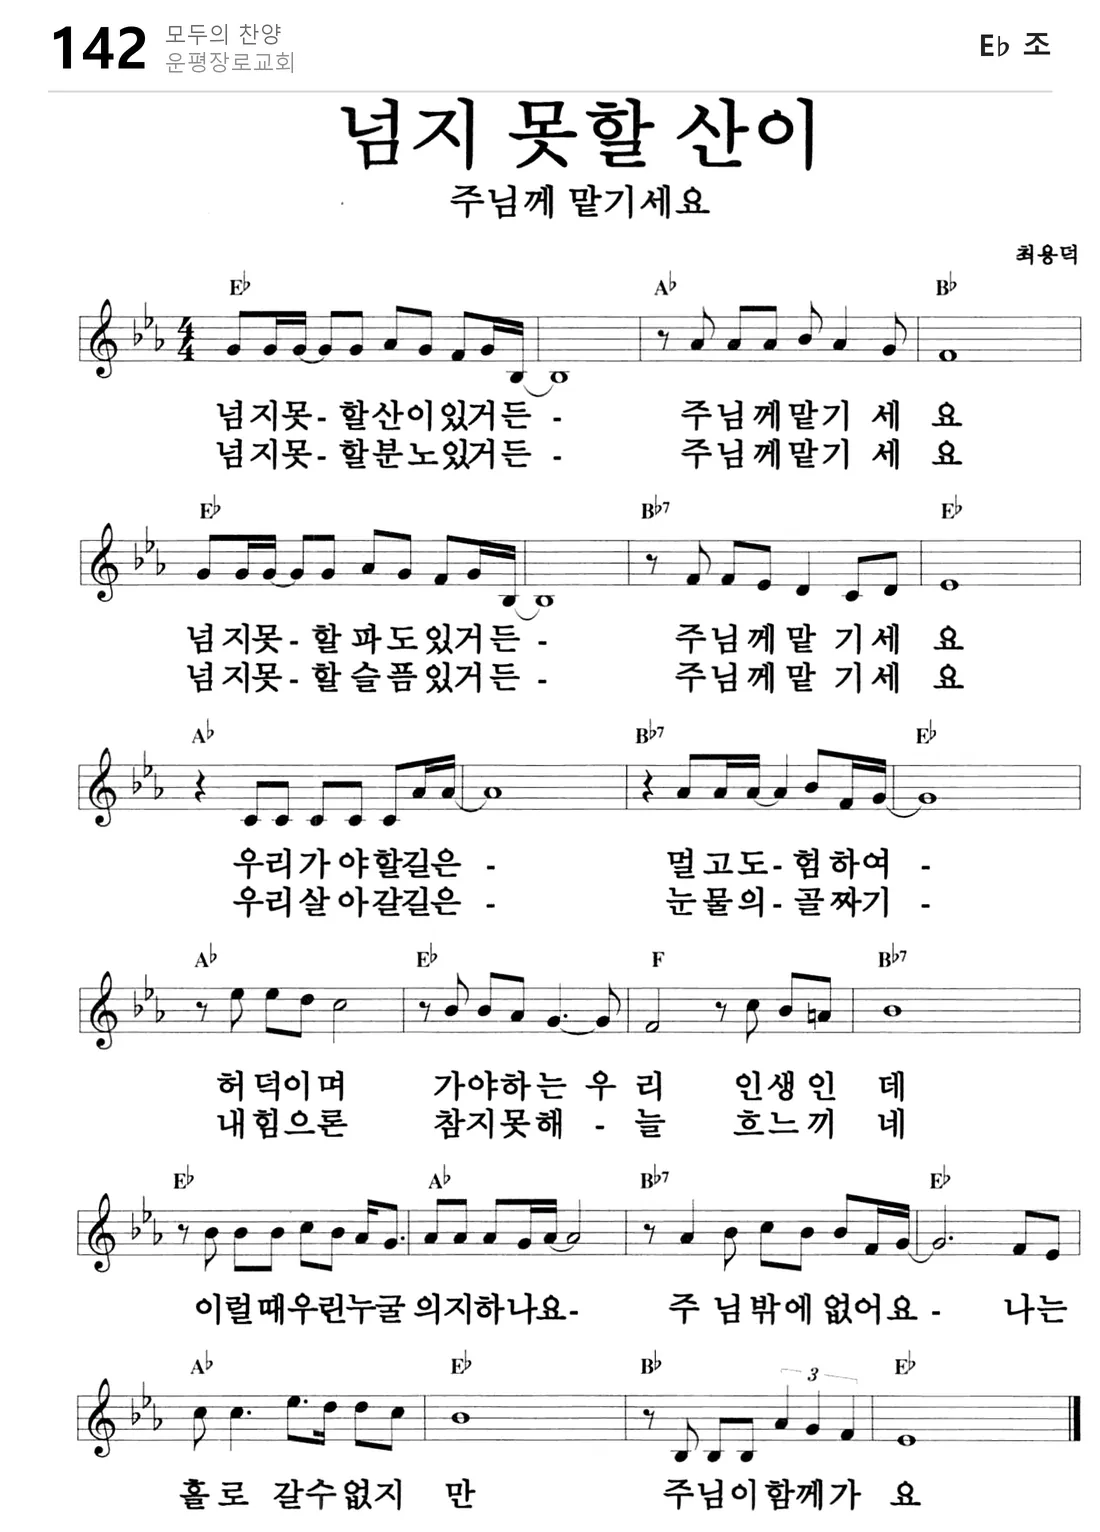 142 모두의 찬양
운평장로교회
E♭ 조
넘지 못할 산이
주님께 맡기세요
최용덕
E♭ A♭ B♭
넘지못- 할산이있거든 - 주님께맡기 세 요
넘지못- 할분노있거든 - 주님께맡기 세 요
E♭ B♭7 E♭
넘지못- 할파도있거든 - 주님께맡 기세 요
넘지못- 할슬픔있거든 - 주님께맡 기세 요
A♭ B♭7 E♭
우리가야할길은 - 멀고도- 험하여 -
우리살아갈길은 - 눈물의- 골짜기 -
A♭ E♭ F B♭7
허덕이며 가야하는 우 리 인생인 데
내힘으론 참지못해 - 늘 흐느끼 네
E♭ A♭ B♭7 E♭
이럴때우린누굴 의지하나요- 주 님밖에없어요 - 나는
A♭ E♭ B♭ 3 E♭
홀로 갈수없지 만 주님이함께가 요